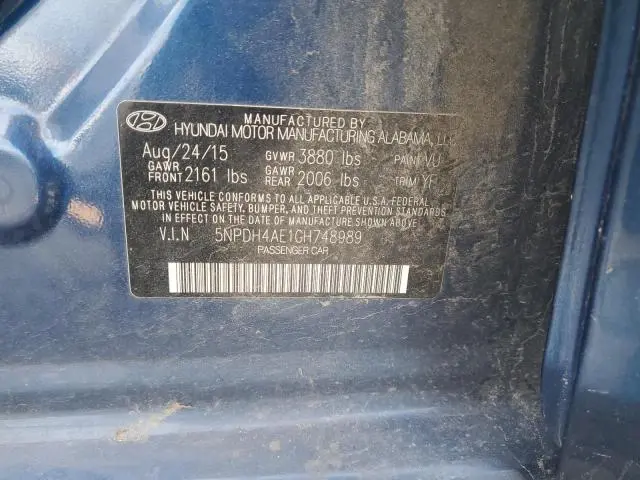 MANUFACTURED BY
HYUNDAI MOTOR MANUFACTURING ALABAMA, LLC
Aug/24/15 GVWR 3880 lbs PAINT VU
GAWR FRONT 2161 lbs GAWR REAR 2006 lbs TRIM YF
THIS VEHICLE CONFORMS TO ALL APPLICABLE U.S.A. FEDERAL
MOTOR VEHICLE SAFETY, BUMPER, AND THEFT PREVENTION
STANDARDS IN EFFECT ON THE DATE OF MANUFACTURE SHOWN ABOVE.
V.I.N 5NPDH4AE1GH748989
PASSENGER CAR